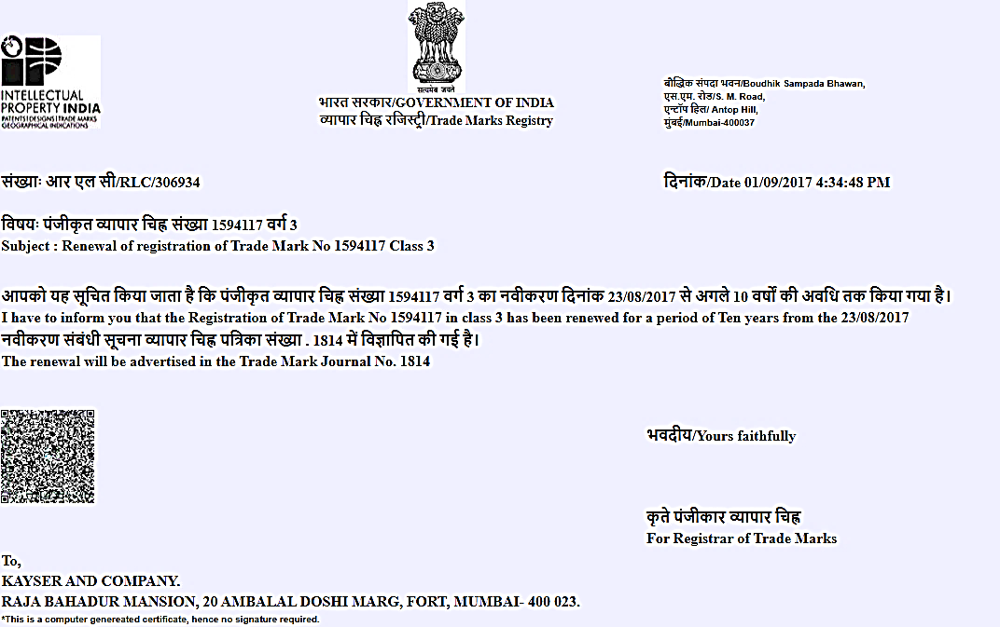 सत्यमेव जयते
INTELLECTUAL
PROPERTY INDIA
PATENTS|DESIGNS|TRADE MARKS
GEOGRAPHICAL INDICATIONS
भारत सरकार/GOVERNMENT OF INDIA
व्यापार चिह्न रजिस्ट्री/Trade Marks Registry
बौद्धिक संपदा भवन/Boudhik Sampada Bhawan,
एस.एम. रोड/S. M. Road,
एन्टॉप हिल/ Antop Hill,
मुंबई/Mumbai-400037
संख्याः आर एल सी/RLC/306934
दिनांक/Date 01/09/2017 4:34:48 PM
विषयः पंजीकृत व्यापार चिह्न संख्या 1594117 वर्ग 3
Subject : Renewal of registration of Trade Mark No 1594117 Class 3
आपको यह सूचित किया जाता है कि पंजीकृत व्यापार चिह्न संख्या 1594117 वर्ग 3 का नवीकरण दिनांक 23/08/2017 से अगले 10 वर्षों की अवधि तक किया गया है।
I have to inform you that the Registration of Trade Mark No 1594117 in class 3 has been renewed for a period of Ten years from the 23/08/2017
नवीकरण संबंधी सूचना व्यापार चिह्न पत्रिका संख्या . 1814 में विज्ञापित की गई है।
The renewal will be advertised in the Trade Mark Journal No. 1814
भवदीय/Yours faithfully
कृते पंजीकार व्यापार चिह्न
For Registrar of Trade Marks
To,
KAYSER AND COMPANY.
RAJA BAHADUR MANSION, 20 AMBALAL DOSHI MARG, FORT, MUMBAI- 400 023.
*This is a computer genereated certificate, hence no signature required.